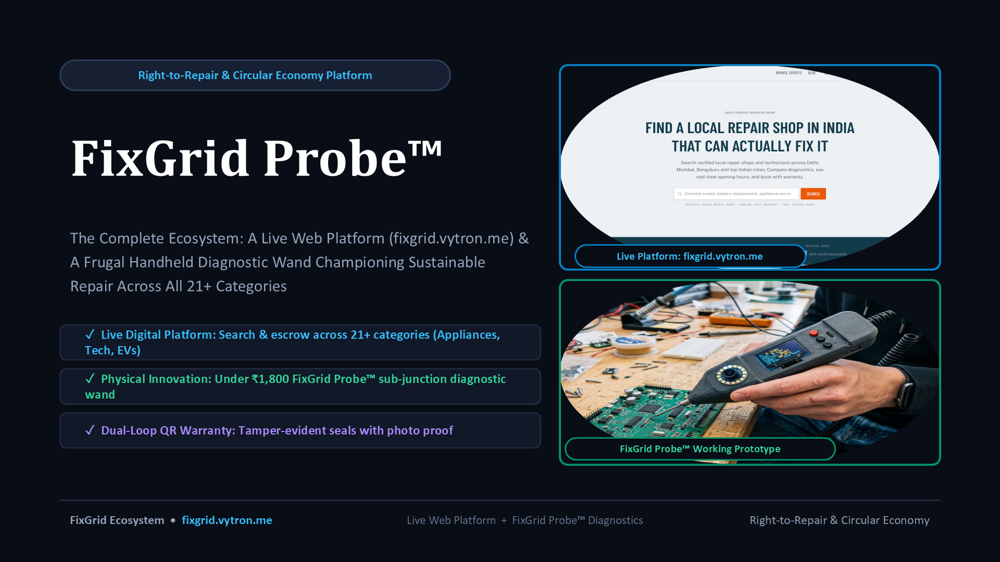 Right-to-Repair & Circular Economy Platform
FixGrid Probe™
The Complete Ecosystem: A Live Web Platform (fixgrid.vytron.me) &
A Frugal Handheld Diagnostic Wand Championing Sustainable
Repair Across All 21+ Categories
✓ Live Digital Platform: Search & escrow across 21+ categories (Appliances,
Tech, EVs)
✓ Physical Innovation: Under ₹1,800 FixGrid Probe™ sub-junction diagnostic
wand
✓ Dual-Loop QR Warranty: Tamper-evident seals with photo proof
BROWSE EXPERTS BLOG
INDIA'S VERIFIED REPAIR NETWORK
FIND A LOCAL REPAIR SHOP IN INDIA
THAT CAN ACTUALLY FIX IT
Search verified local repair shops and technicians across Delhi,
Mumbai, Bengaluru and top Indian cities. Compare diagnostics, see
real-time opening hours, and book with warranty.
Cracked screen, battery replacement, appliance servic
SEARCH
VERIFIED INDIAN REPAIR SHOPS · GENUINE PARTS WARRANTY · REAL OPENING HOURS
VERIFIED SHOPS
with confirmed details
Live Platform: fixgrid.vytron.me
FixGrid Probe™ Working Prototype
FixGrid Ecosystem • fixgrid.vytron.me
Live Web Platform + FixGrid Probe™ Diagnostics
Right-to-Repair & Circular Economy